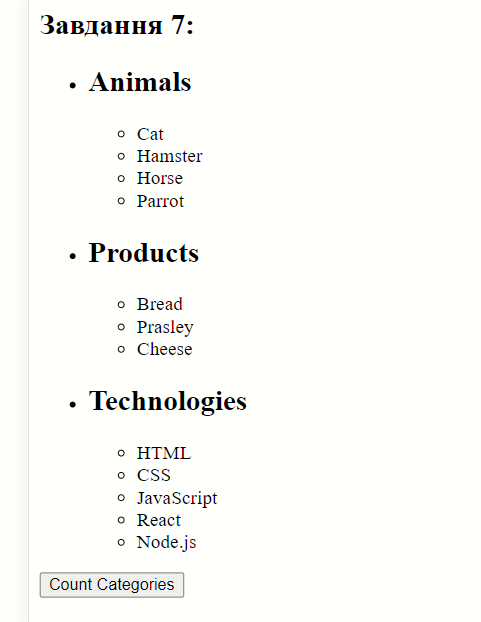 Завдання 7:
Animals
Cat
Hamster
Horse
Parrot
Products
Bread
Prasley
Cheese
Technologies
HTML
CSS
JavaScript
React
Node.js
Count Categories